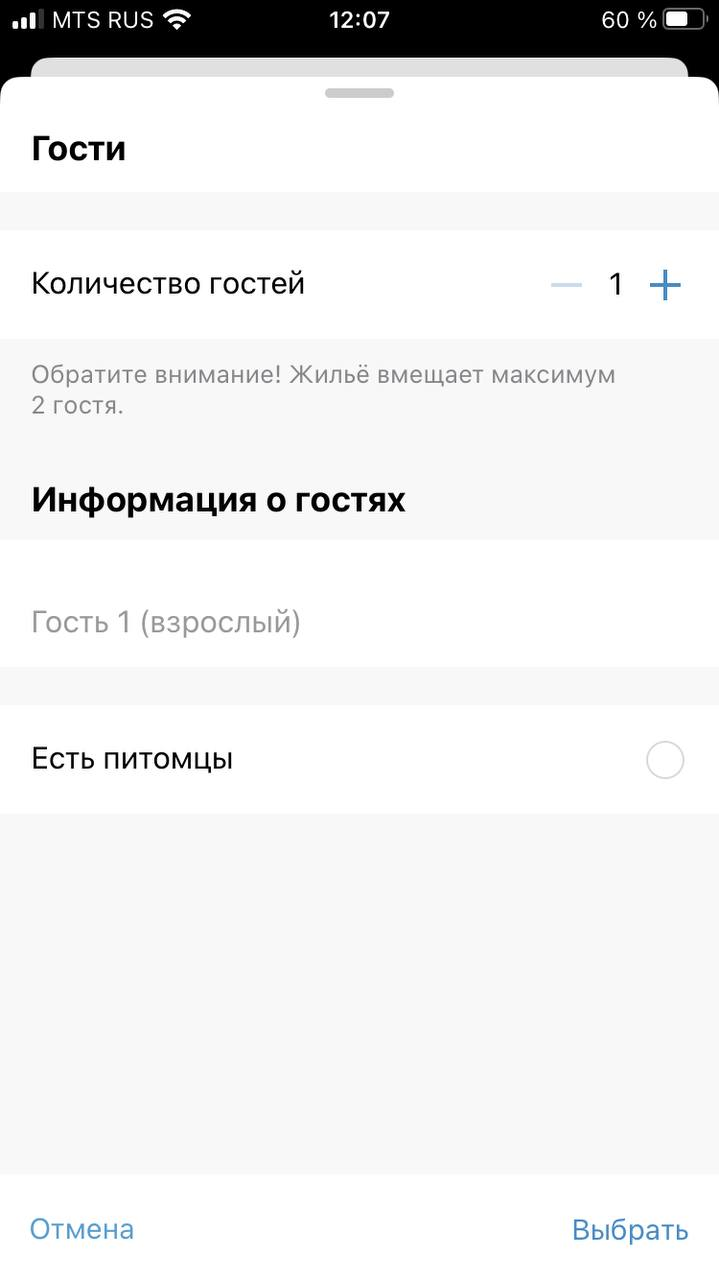 MTS RUS 12:07 60 %
Гости
Количество гостей — 1 +
Обратите внимание! Жильё вмещает максимум
2 гостя.
Информация о гостях
Гость 1 (взрослый)
Есть питомцы
Отмена Выбрать